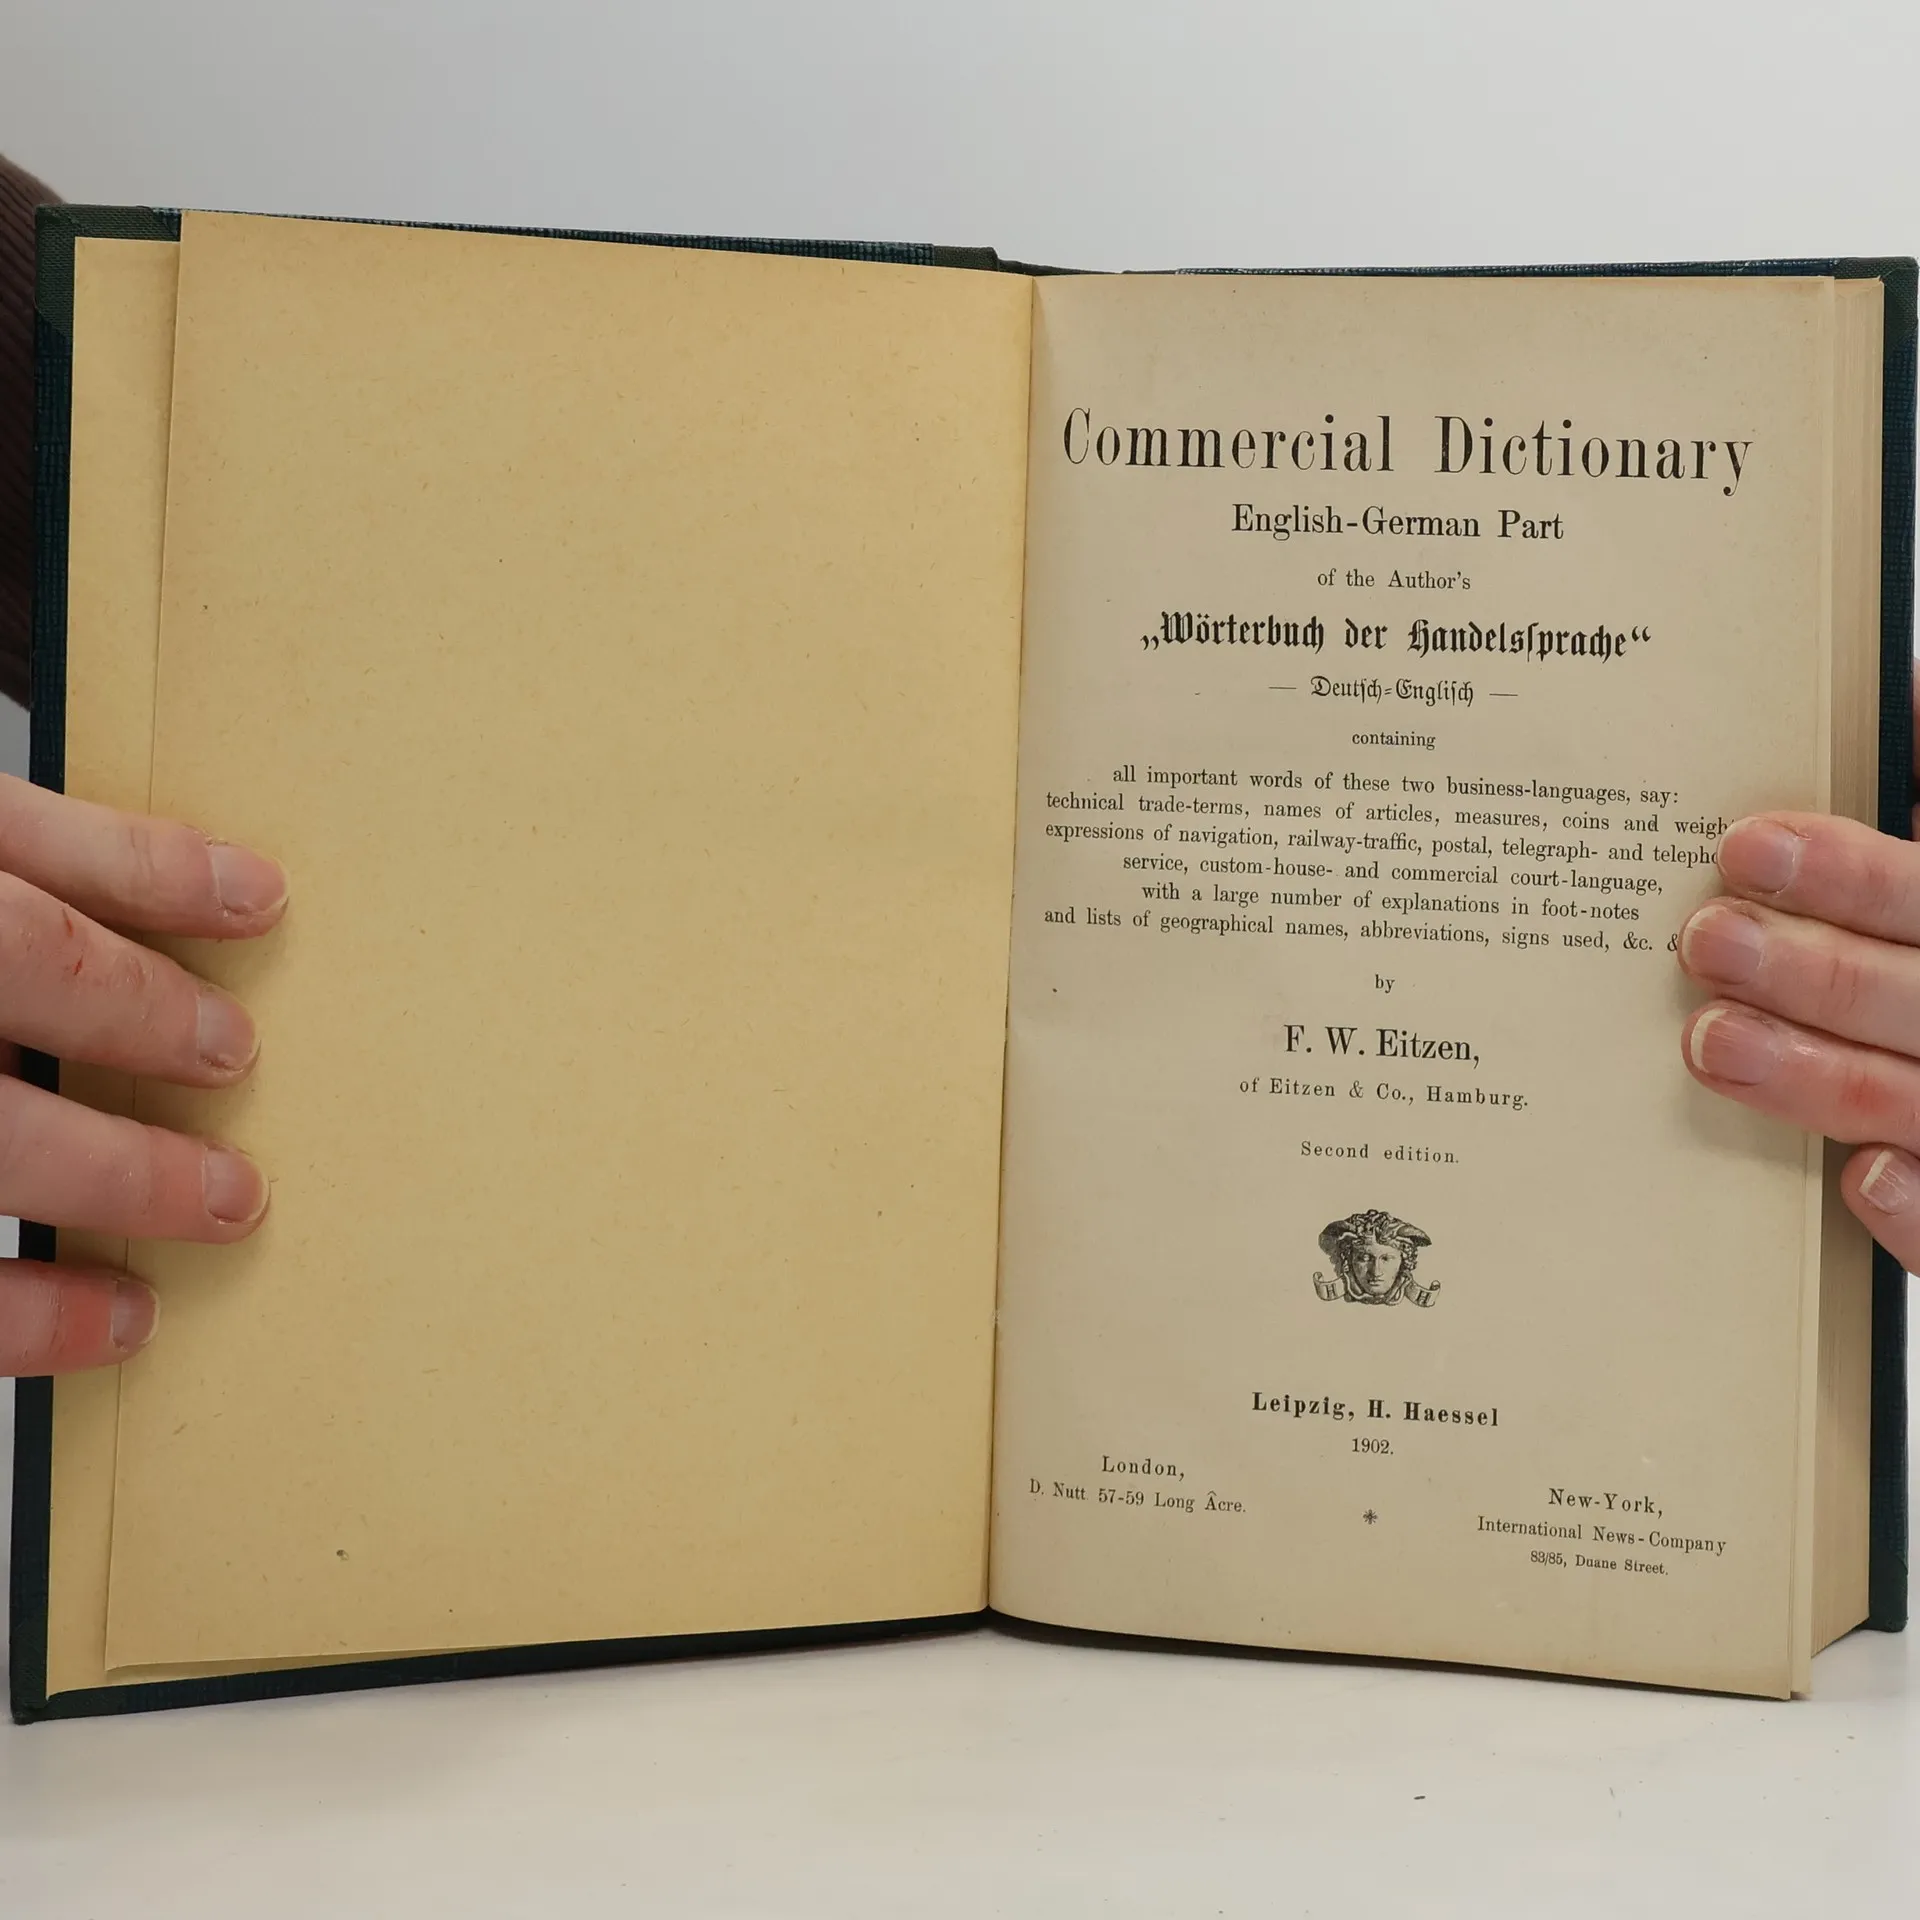 Commercial Dictionary
English-German Part
of the Author's
„Wörterbuch der Handelsſprache“
— Deutſch-Engliſch —
containing
all important words of these two business-languages, say:
technical trade-terms, names of articles, measures, coins and
expressions of navigation, railway-traffic, postal, telegraph- and
service, custom-house- and commercial court-language,
with a large number of explanations in foot-notes
and lists of geographical names, abbreviations, signs used, &c.
by
F. W. Eitzen,
of Eitzen & Co., Hamburg.
Second edition.
H H
Leipzig, H. Haessel
1902.
London,
D. Nutt 57-59 Long Âcre.
*
New-York,
International News-Company
83/85, Duane Street.